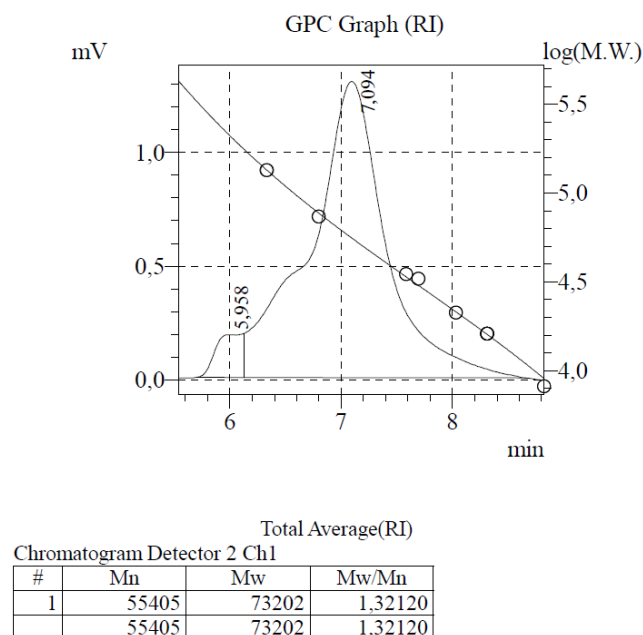 GPC Graph (RI)
mV
log(M.W.)
7,094
5,5
1,0
5,0
0,5
4,5
5,958
4,0
0,0
6 7 8
min
Total Average(RI)
Chromatogram Detector 2 Ch1
# Mn Mw Mw/Mn
1 55405 73202 1,32120
55405 73202 1,32120